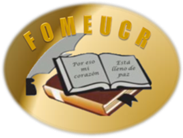 FOMEUCR
Por eso
mi
corazón
Está
lleno de
paz